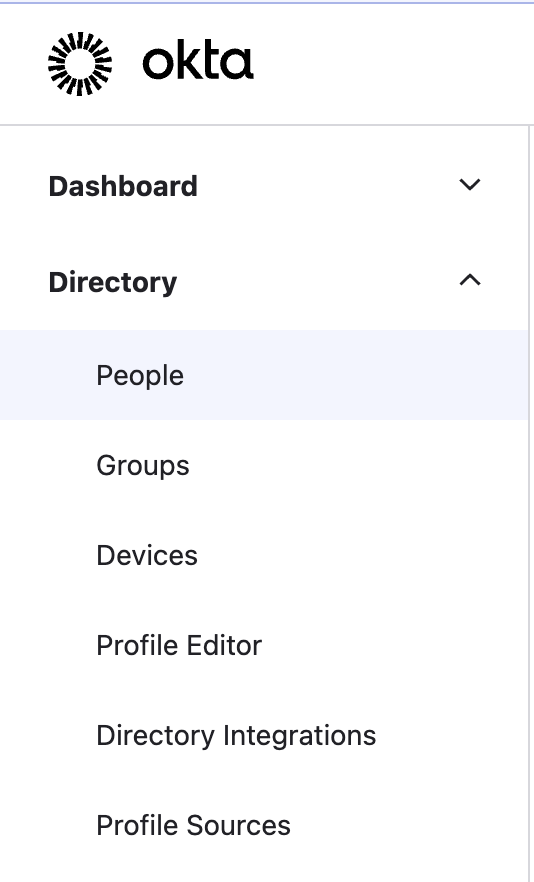 okta
Dashboard
Directory
People
Groups
Devices
Profile Editor
Directory Integrations
Profile Sources